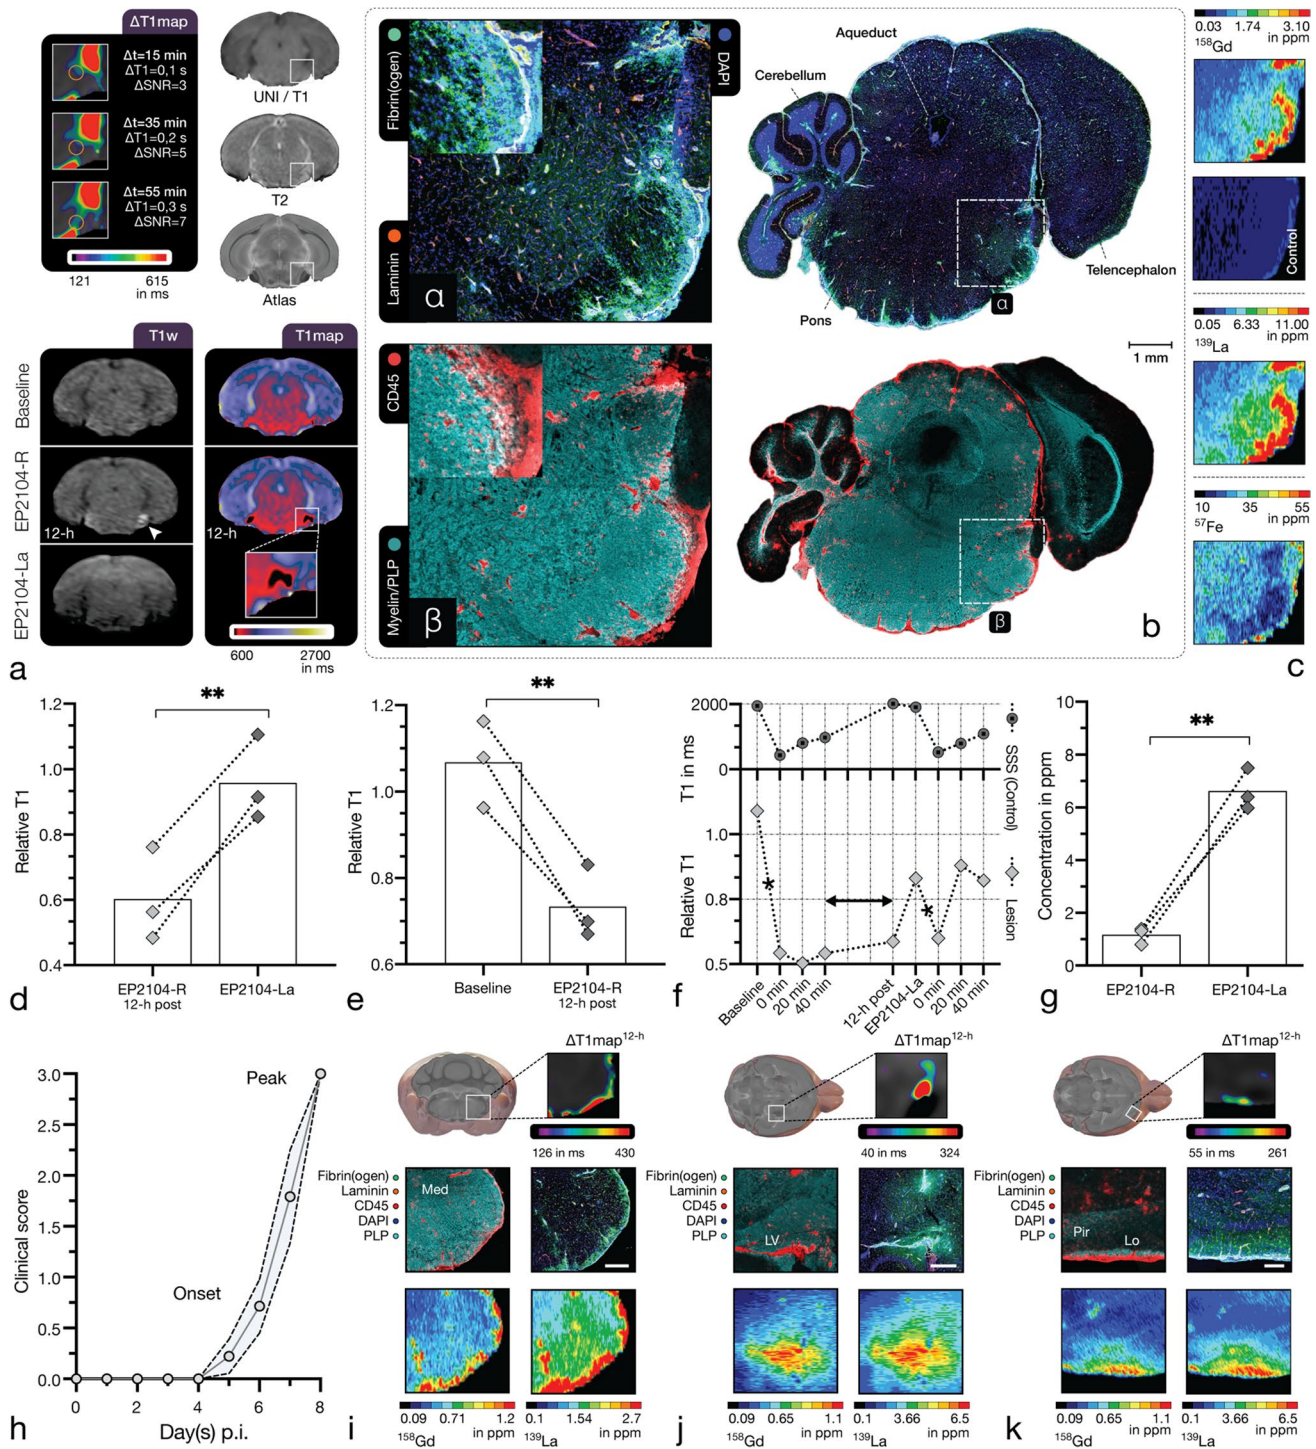 ΔT1map
Δt=15 min
ΔT1=0,1 s
ΔSNR=3
Δt=35 min
ΔT1=0,2 s
ΔSNR=5
Δt=55 min
ΔT1=0,3 s
ΔSNR=7
121 615
in ms
UNI / T1
T2
Atlas
T1w
T1map
Baseline
EP2104-R
EP2104-La
12-h
12-h
600 2700
in ms
a
Fibrin(ogen)
Laminin
DAPI
α
Aqueduct
Cerebellum
Telencephalon
Pons
α
1 mm
CD45
Myelin/PLP
β
β
b
0.03 1.74 3.10
in ppm
158Gd
Control
0.05 6.33 11.00
in ppm
139La
10 35 55
in ppm
57Fe
c
1.2
1.0
0.8
0.6
0.4
Relative T1
**
EP2104-R
12-h post
EP2104-La
d
1.2
1.0
0.8
0.6
Relative T1
**
Baseline
EP2104-R
12-h post
e
2000
0
T1 in ms
1.0
0.8
0.5
Relative T1
*
*
SSS (Control)
Lesion
Baseline
0 min
20 min
40 min
12-h post
EP2104-La
0 min
20 min
40 min
f
10
8
6
4
2
0
Concentration in ppm
**
EP2104-R
EP2104-La
g
3.0
2.5
2.0
1.5
1.0
0.5
0.0
Clinical score
Peak
Onset
0 2 4 6 8
Day(s) p.i.
h
ΔT1map12-h
126 in ms 430
Fibrin(ogen)
Laminin
CD45
DAPI
PLP
Med
0.09 0.71 1.2
158Gd in ppm
0.1 1.54 2.7
139La in ppm
i
ΔT1map12-h
40 in ms 324
Fibrin(ogen)
Laminin
CD45
DAPI
PLP
LV
0.09 0.65 1.1
158Gd in ppm
0.1 3.66 6.5
139La in ppm
j
ΔT1map12-h
55 in ms 261
Fibrin(ogen)
Laminin
CD45
DAPI
PLP
Pir
Lo
0.09 0.65 1.1
158Gd in ppm
0.1 3.66 6.5
139La in ppm
k